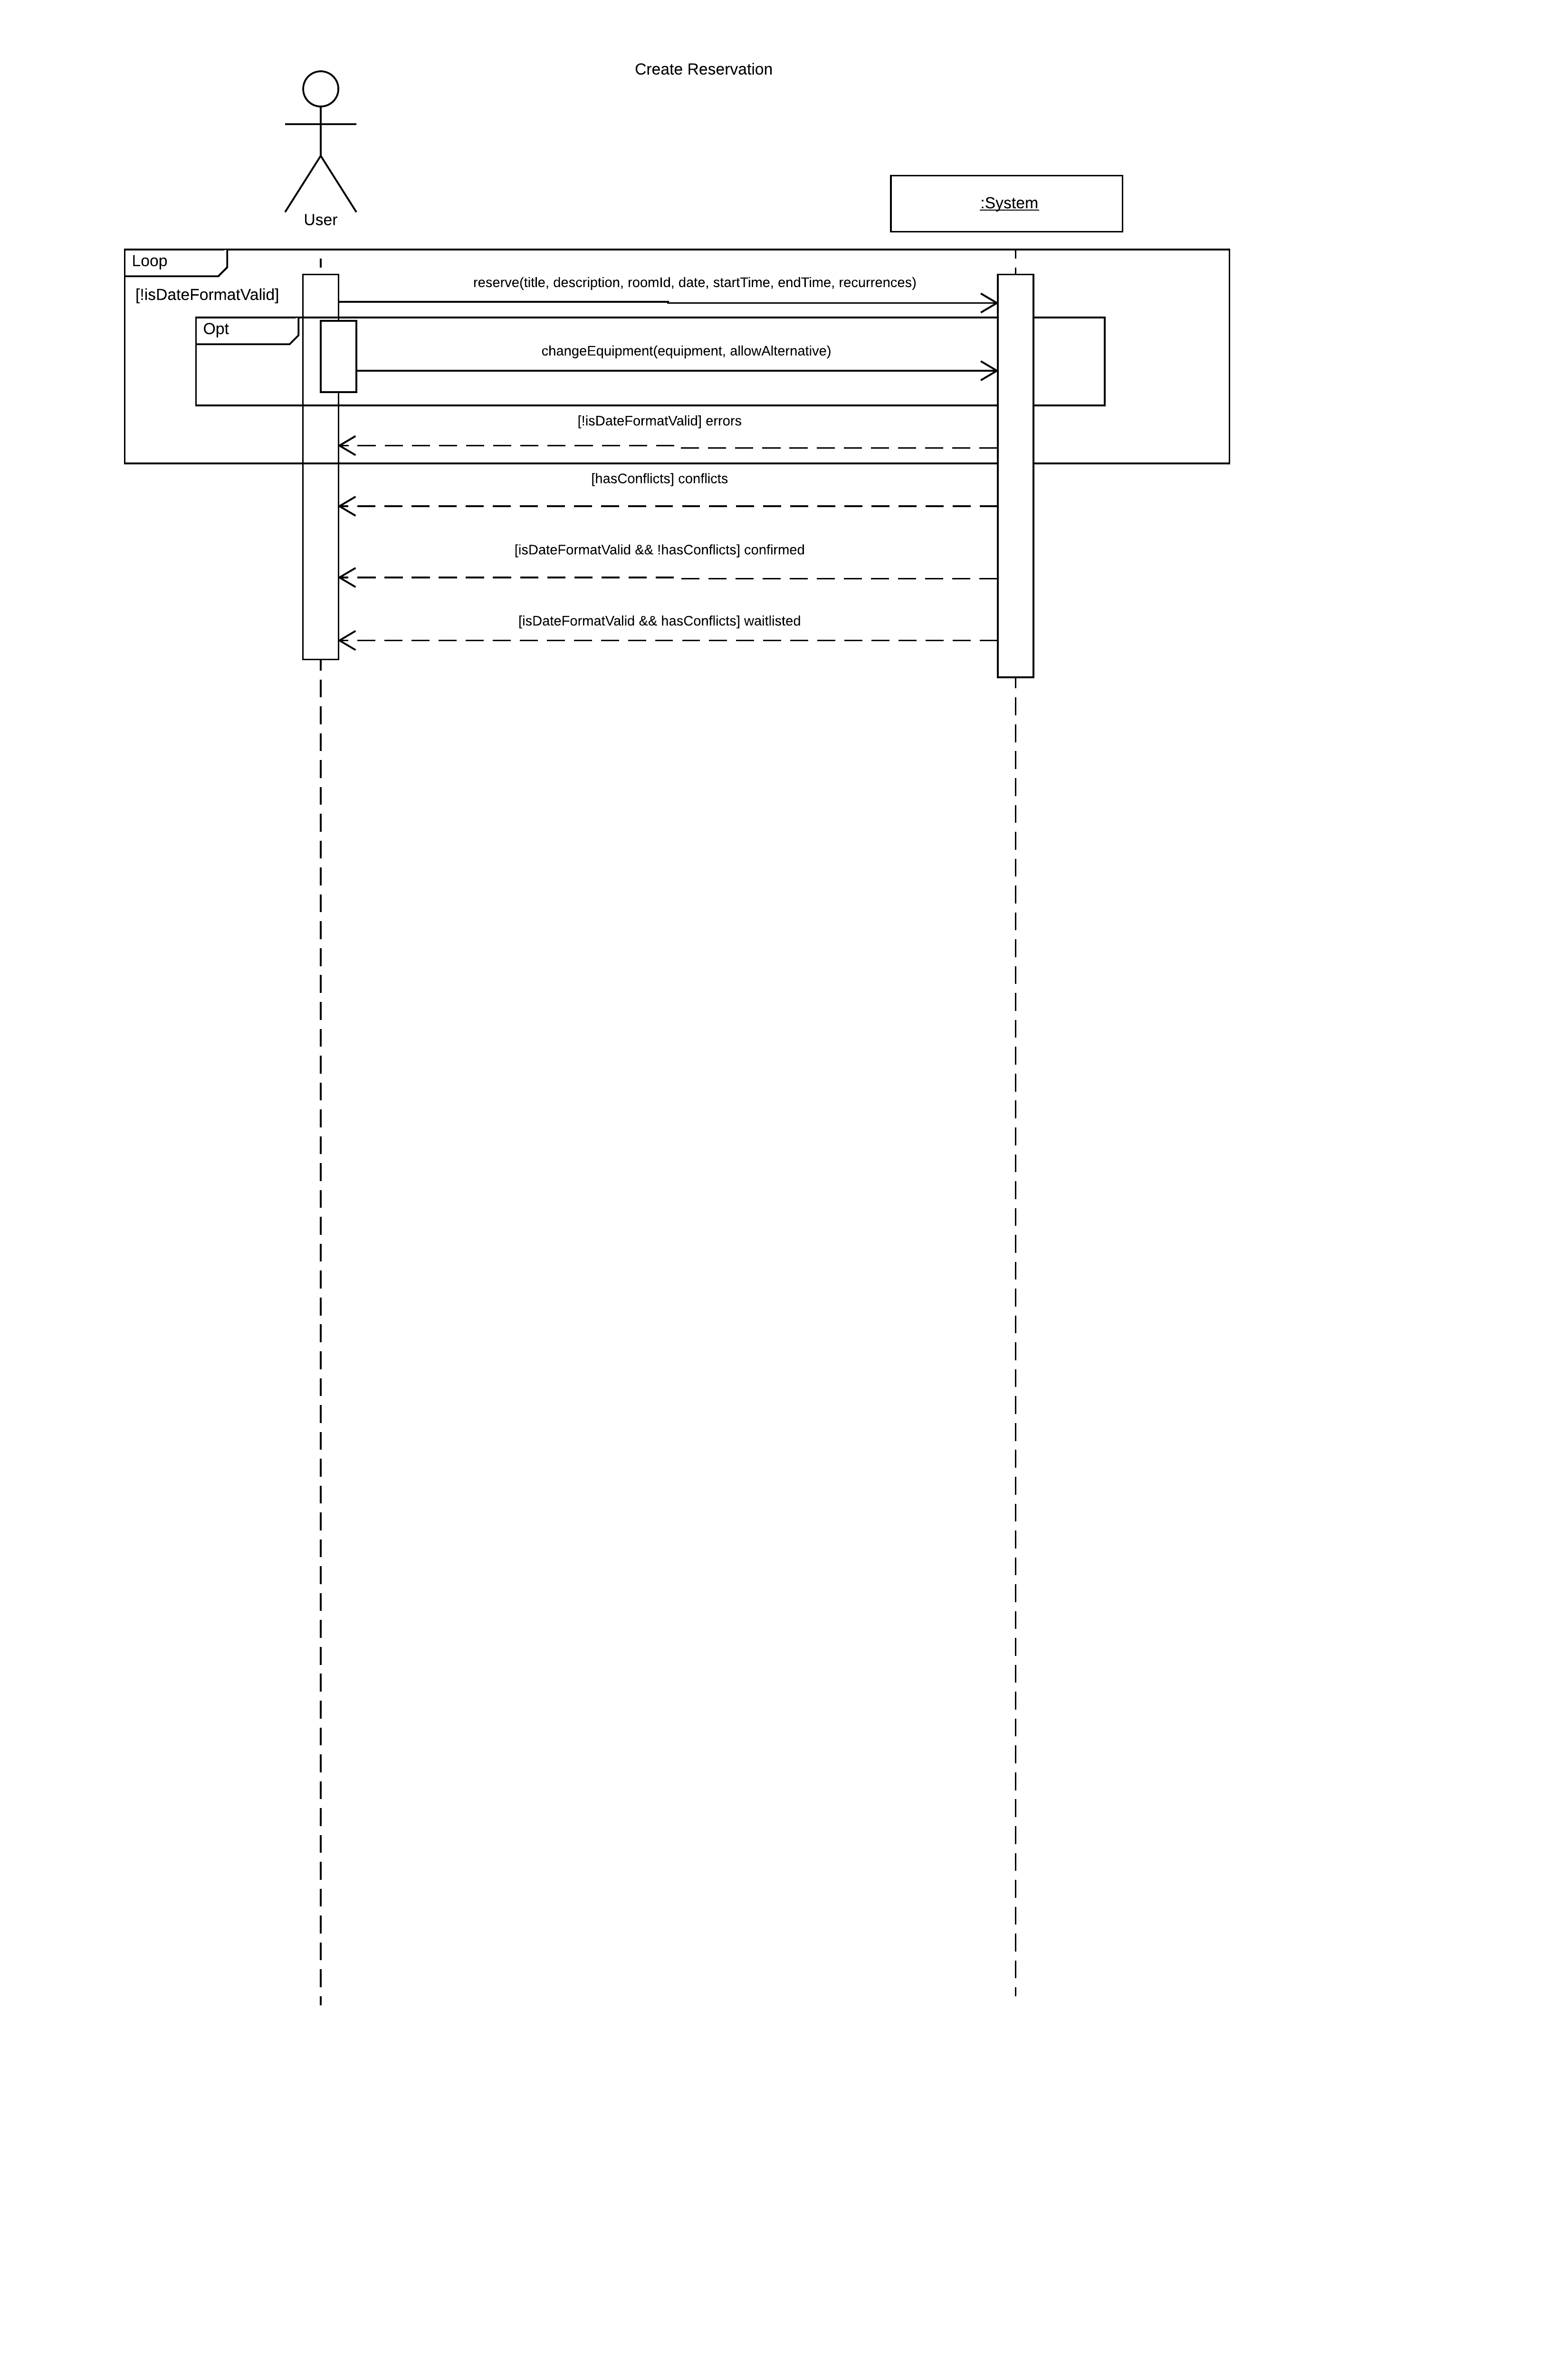 Create Reservation
User
:System
Loop
[!isDateFormatValid]
reserve(title, description, roomId, date, startTime, endTime, recurrences)
Opt
changeEquipment(equipment, allowAlternative)
[!isDateFormatValid] errors
[hasConflicts] conflicts
[isDateFormatValid && !hasConflicts] confirmed
[isDateFormatValid && hasConflicts] waitlisted